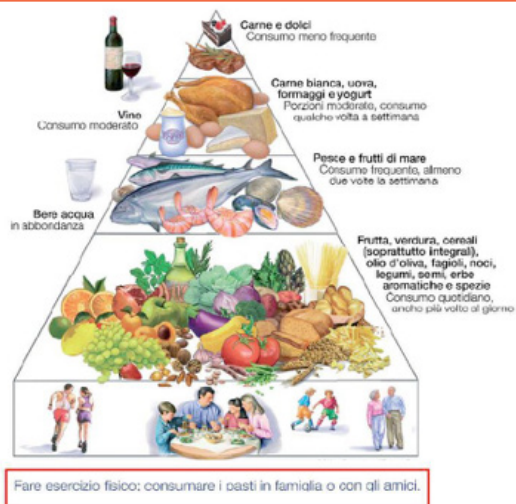 Carne e dolci
Consumo meno frequente
Carne bianca, uova,
formaggi e yogurt
Porzioni moderate, consumo
qualche volta a settimana
Vino
Consumo moderato
Pesce e frutti di mare
Consumo frequente, almeno
due volte la settimana
Bere acqua
in abbondanza
Frutta, verdura, cereali
(soprattutto integrali),
olio d'oliva, fagioli, noci,
legumi, semi, erbe
aromatiche e spezie
Consumo quotidiano,
anche più volte al giorno
Fare esercizio fisico; consumare i pasti in famiglia o con gli amici.